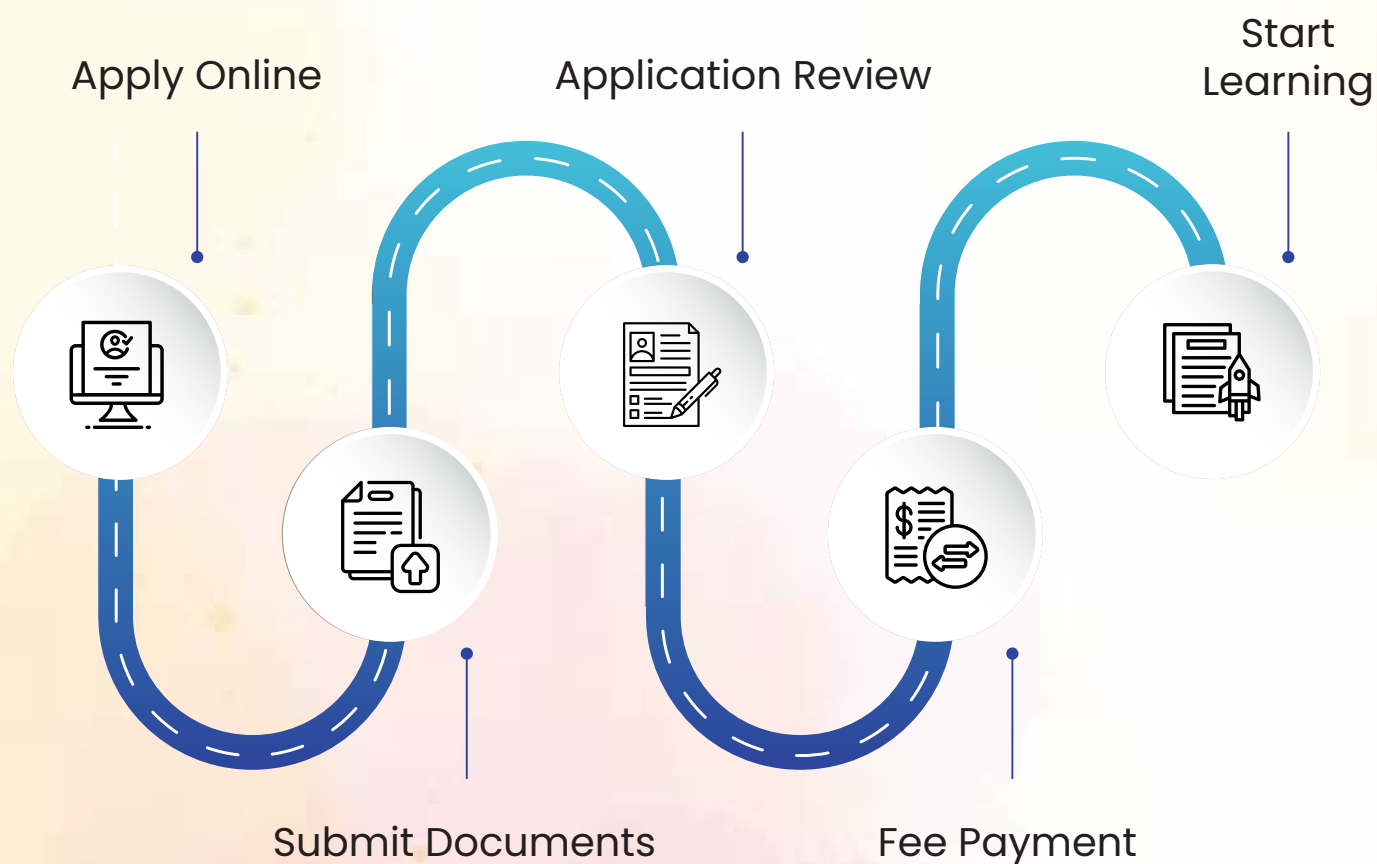 Apply Online
Submit Documents
Application Review
Fee Payment
Start
Learning
$